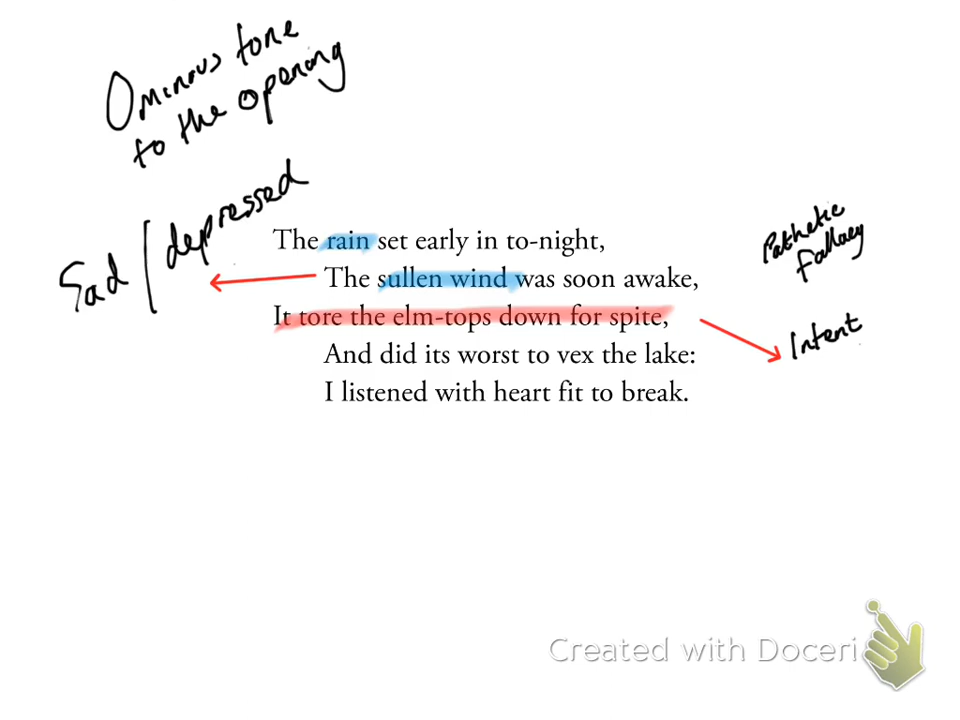 Ominous tone
to the opening
Sad / depressed
The rain set early in to-night,
The sullen wind was soon awake,
It tore the elm-tops down for spite,
And did its worst to vex the lake:
I listened with heart fit to break.
Pathetic
fallacy
Intent
Created with Doceri